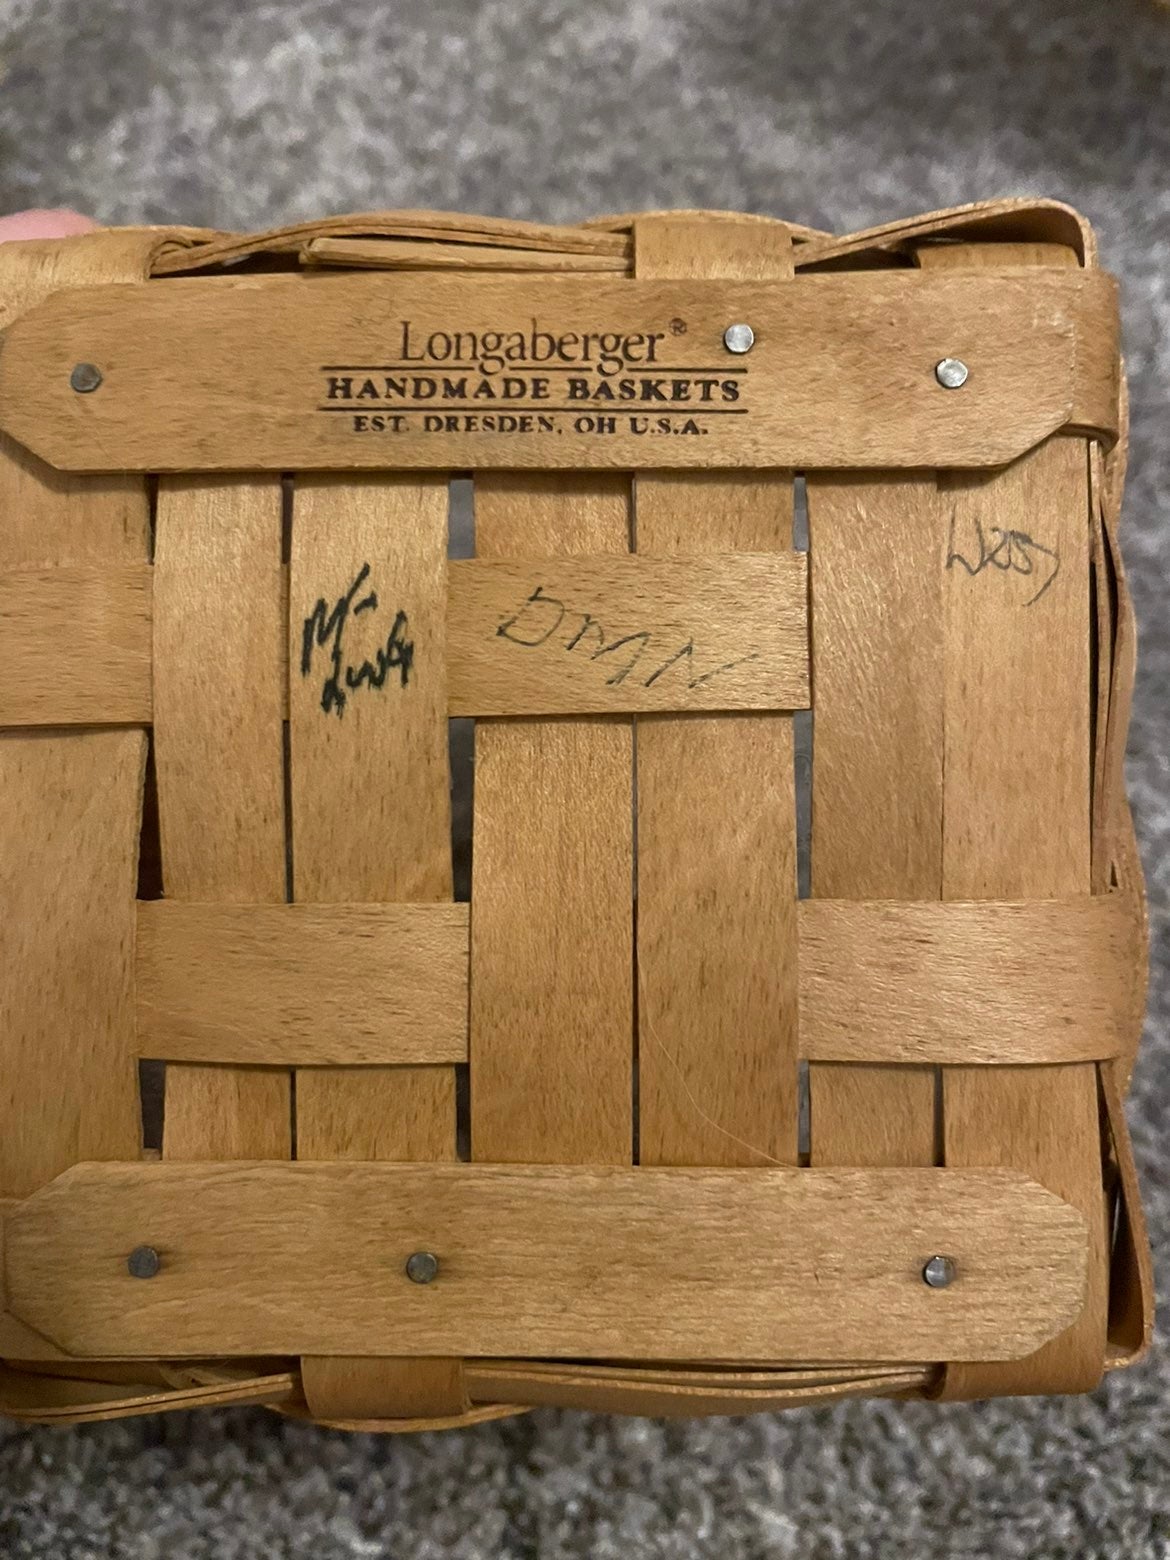 Longaberger®
HANDMADE BASKETS
EST. DRESDEN, OH U.S.A.
DMN